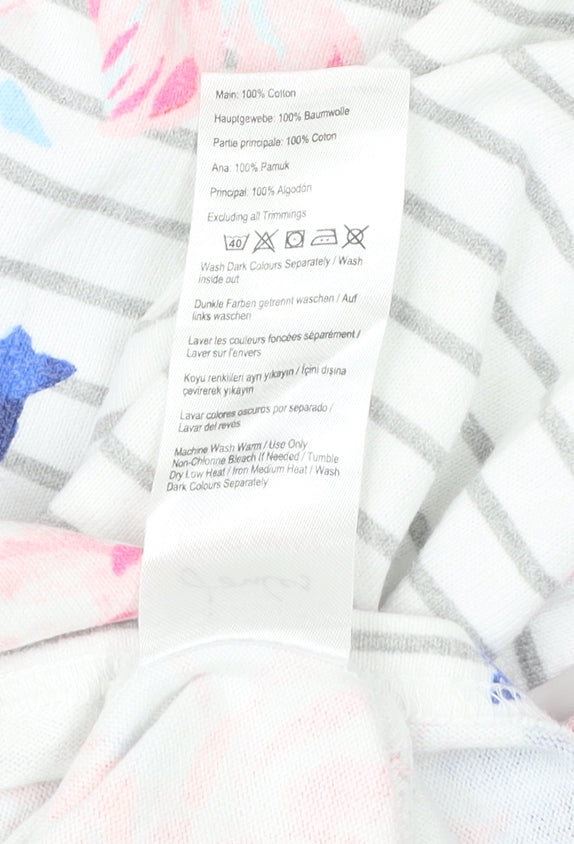 Main: 100% Cotton
Hauptgewebe: 100% Baumwolle
Partie principale: 100% Coton
Ana: 100% Pamuk
Principal: 100% Algodón
Excluding all Trimmings
40
Wash Dark Colours Separately / Wash
inside out
Dunkle Farben getrennt waschen / Auf
links waschen
Laver les couleurs foncées séparément /
Laver sur l'envers
Koyu renklileri ayrı yıkayın / İçini dışına
çevirerek yıkayın
Lavar colores oscuros por separado /
Lavar del revés
Machine Wash Warm / Use Only
Non-Chlorine Bleach If Needed / Tumble
Dry Low Heat / Iron Medium Heat / Wash
Dark Colours Separately